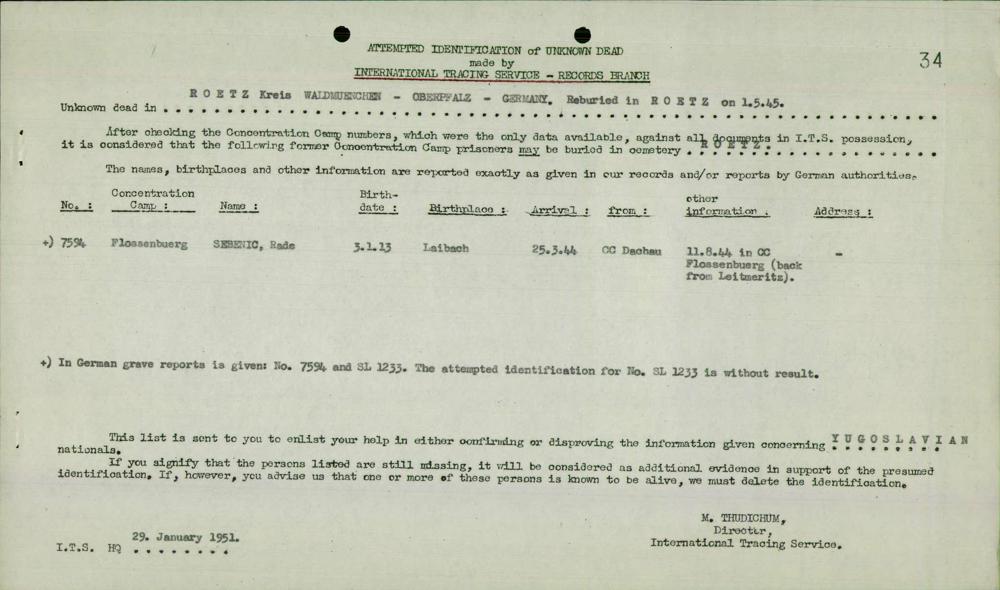 34
ATTEMPTED IDENTIFICATION of UNKNOWN DEAD
made by
INTERNATIONAL TRACING SERVICE - RECORDS BRANCH
Unknown dead in R O E T Z Kreis WALDMUENCHEN - OBERPFALZ - GERMANY. Reburied in R O E T Z on 1.5.45.
After checking the Concentration Camp numbers, which were the only data available, against all documents in I.T.S. possession,
it is considered that the following former Concentration Camp prisoners may be buried in cemetery R O E T Z.
The names, birthplaces and other information are reported exactly as given in our records and/or reports by German authorities.
No. : Concentration Camp : Name : Birth-date : Birthplace : Arrival : from : other information : Address :
+) 7594 Flossenbuerg SEBENIC, Rade 3.1.13 Laibach 25.3.44 CC Dachau 11.8.44 in CC -
Flossenbuerg (back
from Leitmeritz).
+) In German grave reports is given: No. 7594 and SL 1233. The attempted identification for No. SL 1233 is without result.
This list is sent to you to enlist your help in either confirming or disproving the information given concerning Y U G O S L A V I A N
nationals.
If you signify that the persons listed are still missing, it will be considered as additional evidence in support of the presumed
identification. If, however, you advise us that one or more of these persons is known to be alive, we must delete the identification.
M. THUDICHUM,
Director,
International Tracing Service.
I.T.S. HQ 29. January 1951.